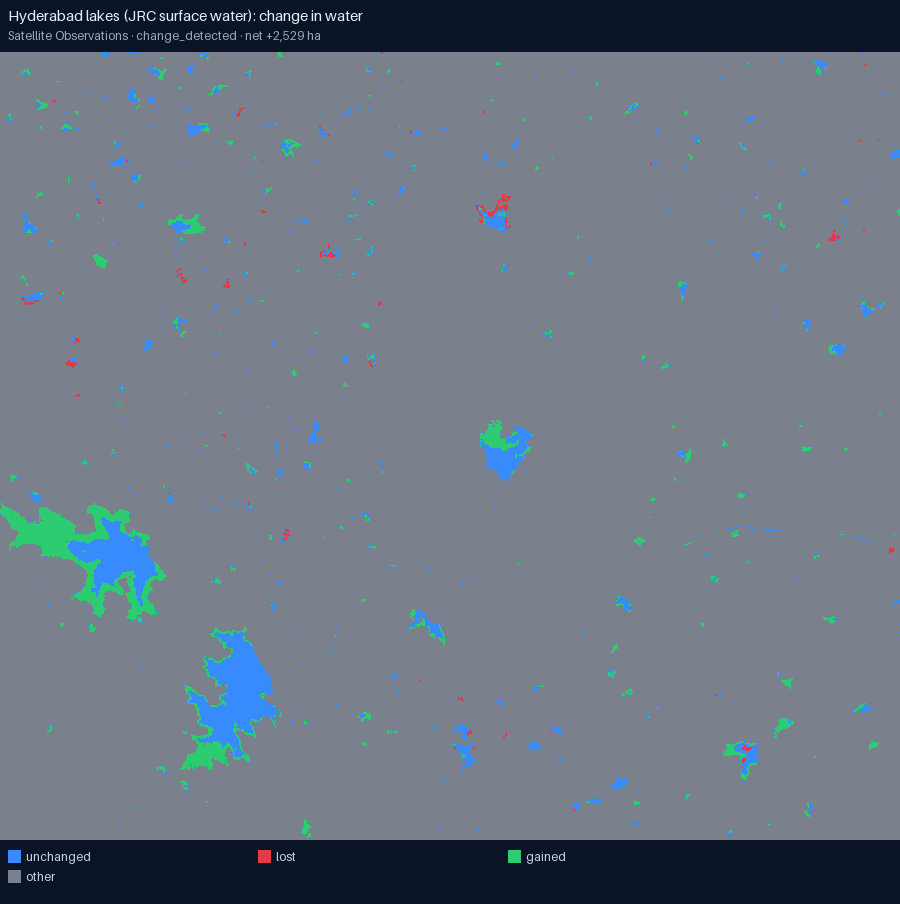 Hyderabad lakes (JRC surface water): change in water
Satellite Observations · change_detected · net +2,529 ha
unchanged
lost
gained
other